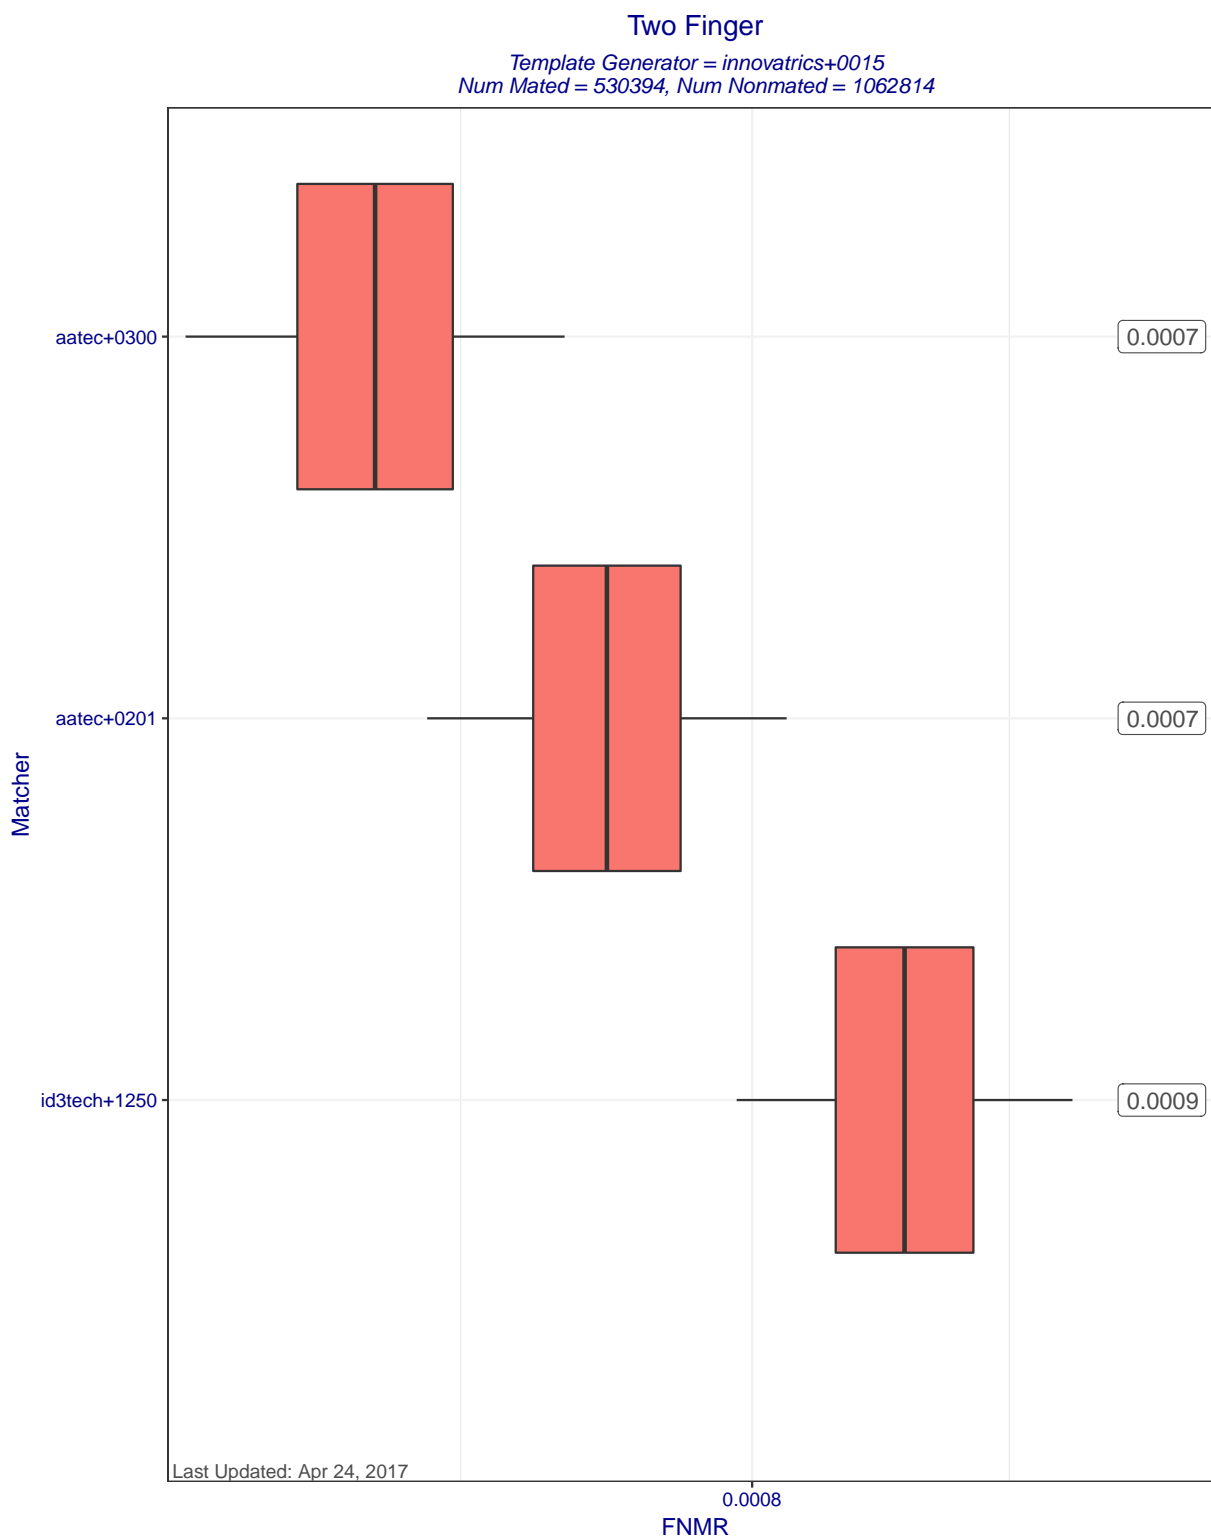 Two Finger
Template Generator = innovatrics+0015
Num Mated = 530394, Num Nonmated = 1062814
aatec+0300
0.0007
aatec+0201
0.0007
Matcher
id3tech+1250
0.0009
Last Updated: Apr 24, 2017
0.0008
FNMR